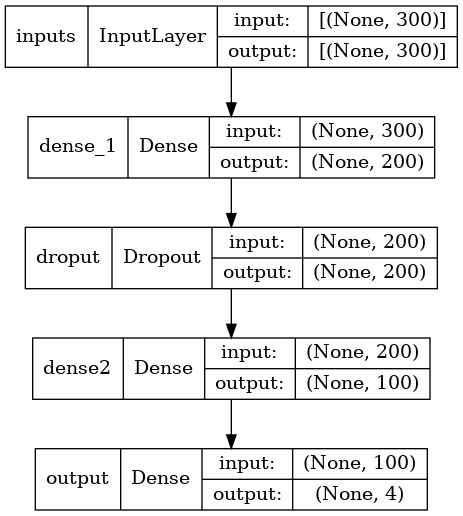 inputs InputLayer input: [(None, 300)]
output: [(None, 300)]
dense_1 Dense input: (None, 300)
output: (None, 200)
droput Dropout input: (None, 200)
output: (None, 200)
dense2 Dense input: (None, 200)
output: (None, 100)
output Dense input: (None, 100)
output: (None, 4)